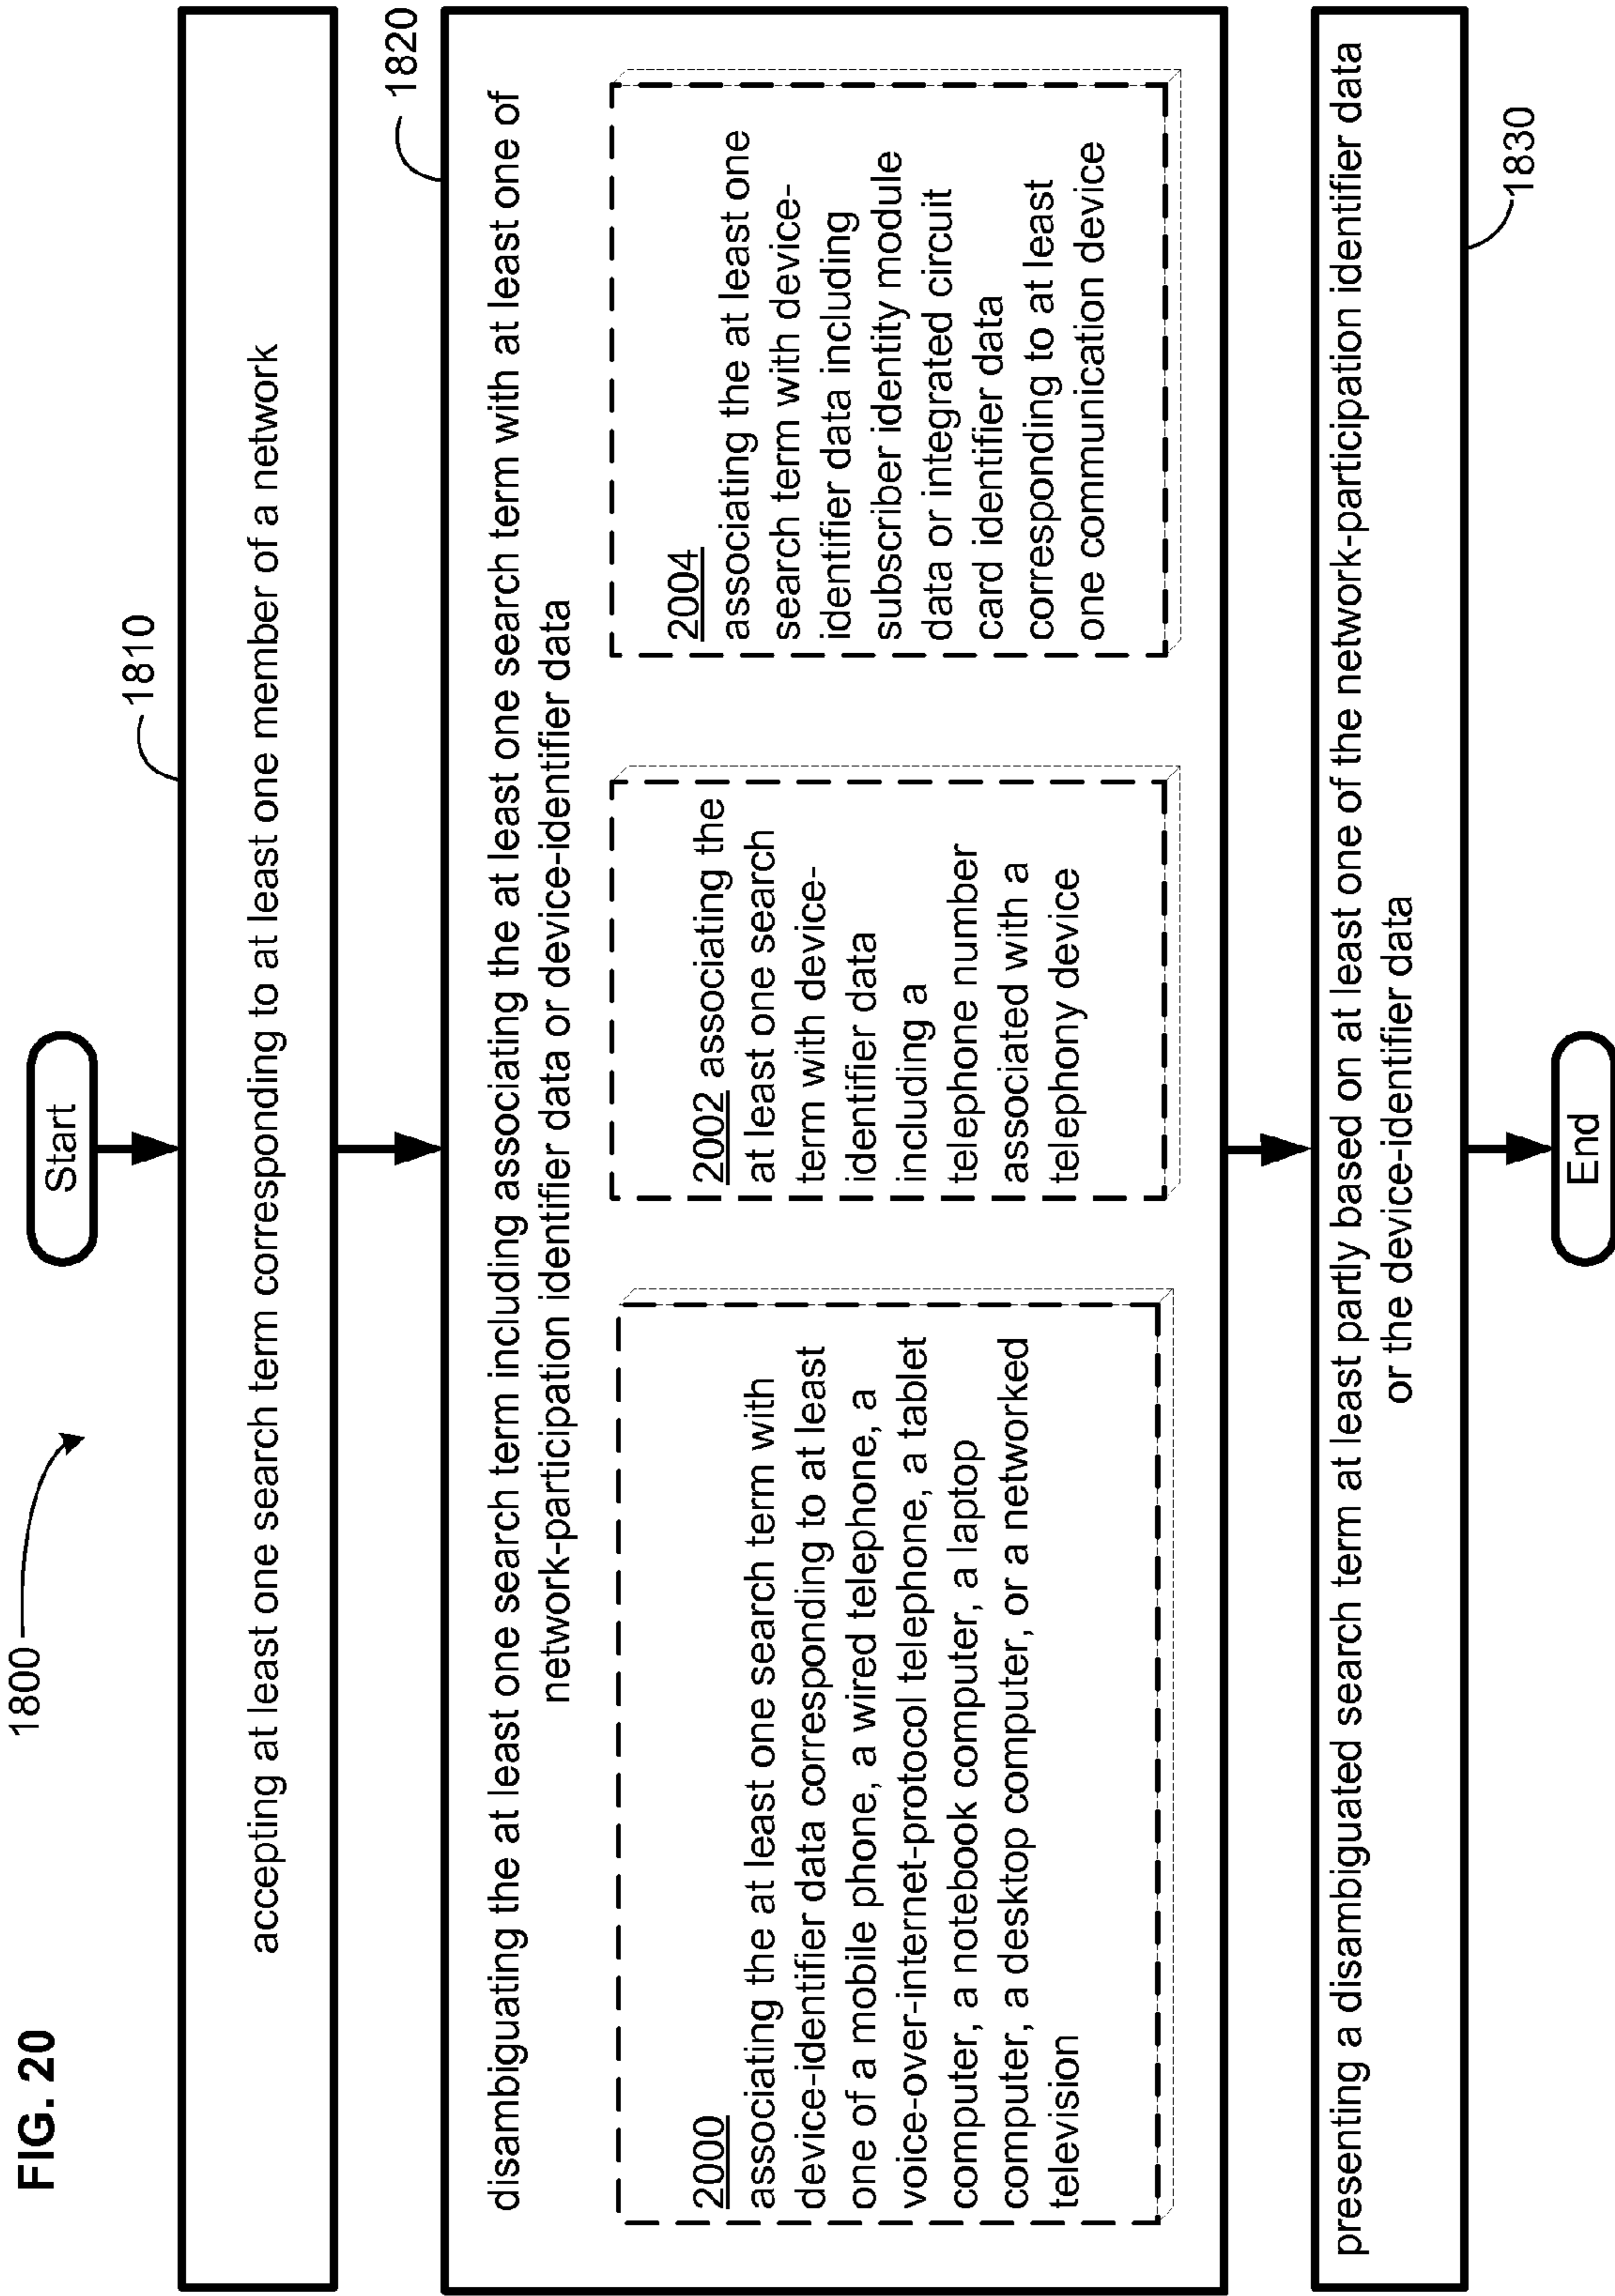 FIG. 20
1800
Start
1810
accepting at least one search term corresponding to at least one member of a network
1820
disambiguating the at least one search term including associating the at least one search term with at least one of
network-participation identifier data or device-identifier data
2000
associating the at least one search term with
device-identifier data corresponding to at least
one of a mobile phone, a wired telephone, a
voice-over-internet-protocol telephone, a tablet
computer, a notebook computer, a laptop
computer, a desktop computer, or a networked
television
2002 associating the
at least one search
term with device-
identifier data
including a
telephone number
associated with a
telephony device
2004
associating the at least one
search term with device-
identifier data including
subscriber identity module
data or integrated circuit
card identifier data
corresponding to at least
one communication device
presenting a disambiguated search term at least partly based on at least one of the network-participation identifier data
or the device-identifier data
1830
End